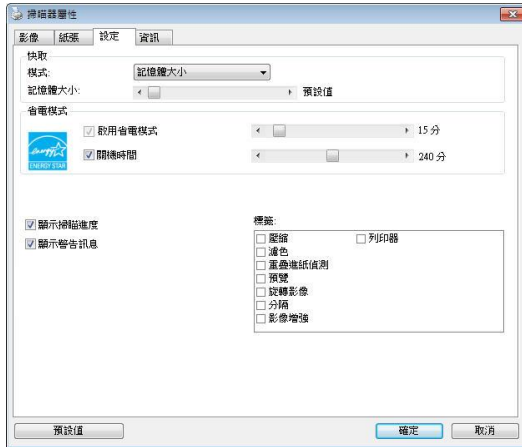 掃瞄器屬性
影像 紙張 設定 資訊
快取
模式: 記憶體大小
記憶體大小: 預設值
省電模式
啟用省電模式 15 分
關機時間 240 分
ENERGY STAR
顯示掃瞄進度
顯示警告訊息
標籤:
壓縮 列印器
濾色
重疊進紙偵測
預覽
旋轉影像
分隔
影像增強
預設值 確定 取消